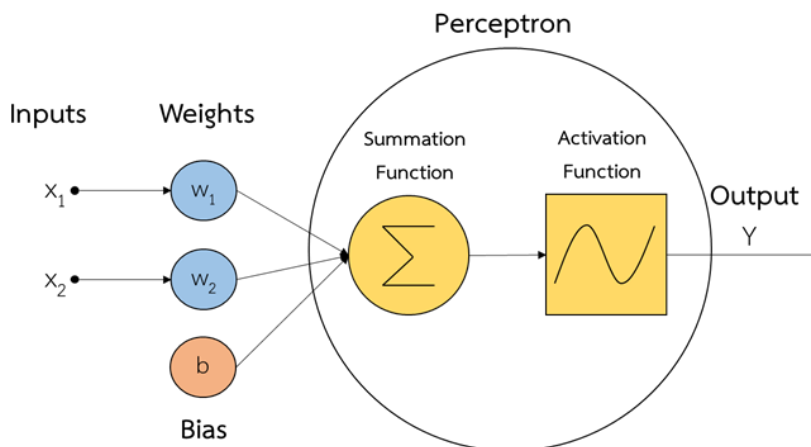 Perceptron
Inputs
Weights
Summation
Function
Activation
Function
Output
Y
x₁
w₁
x₂
w₂
Σ
b
Bias